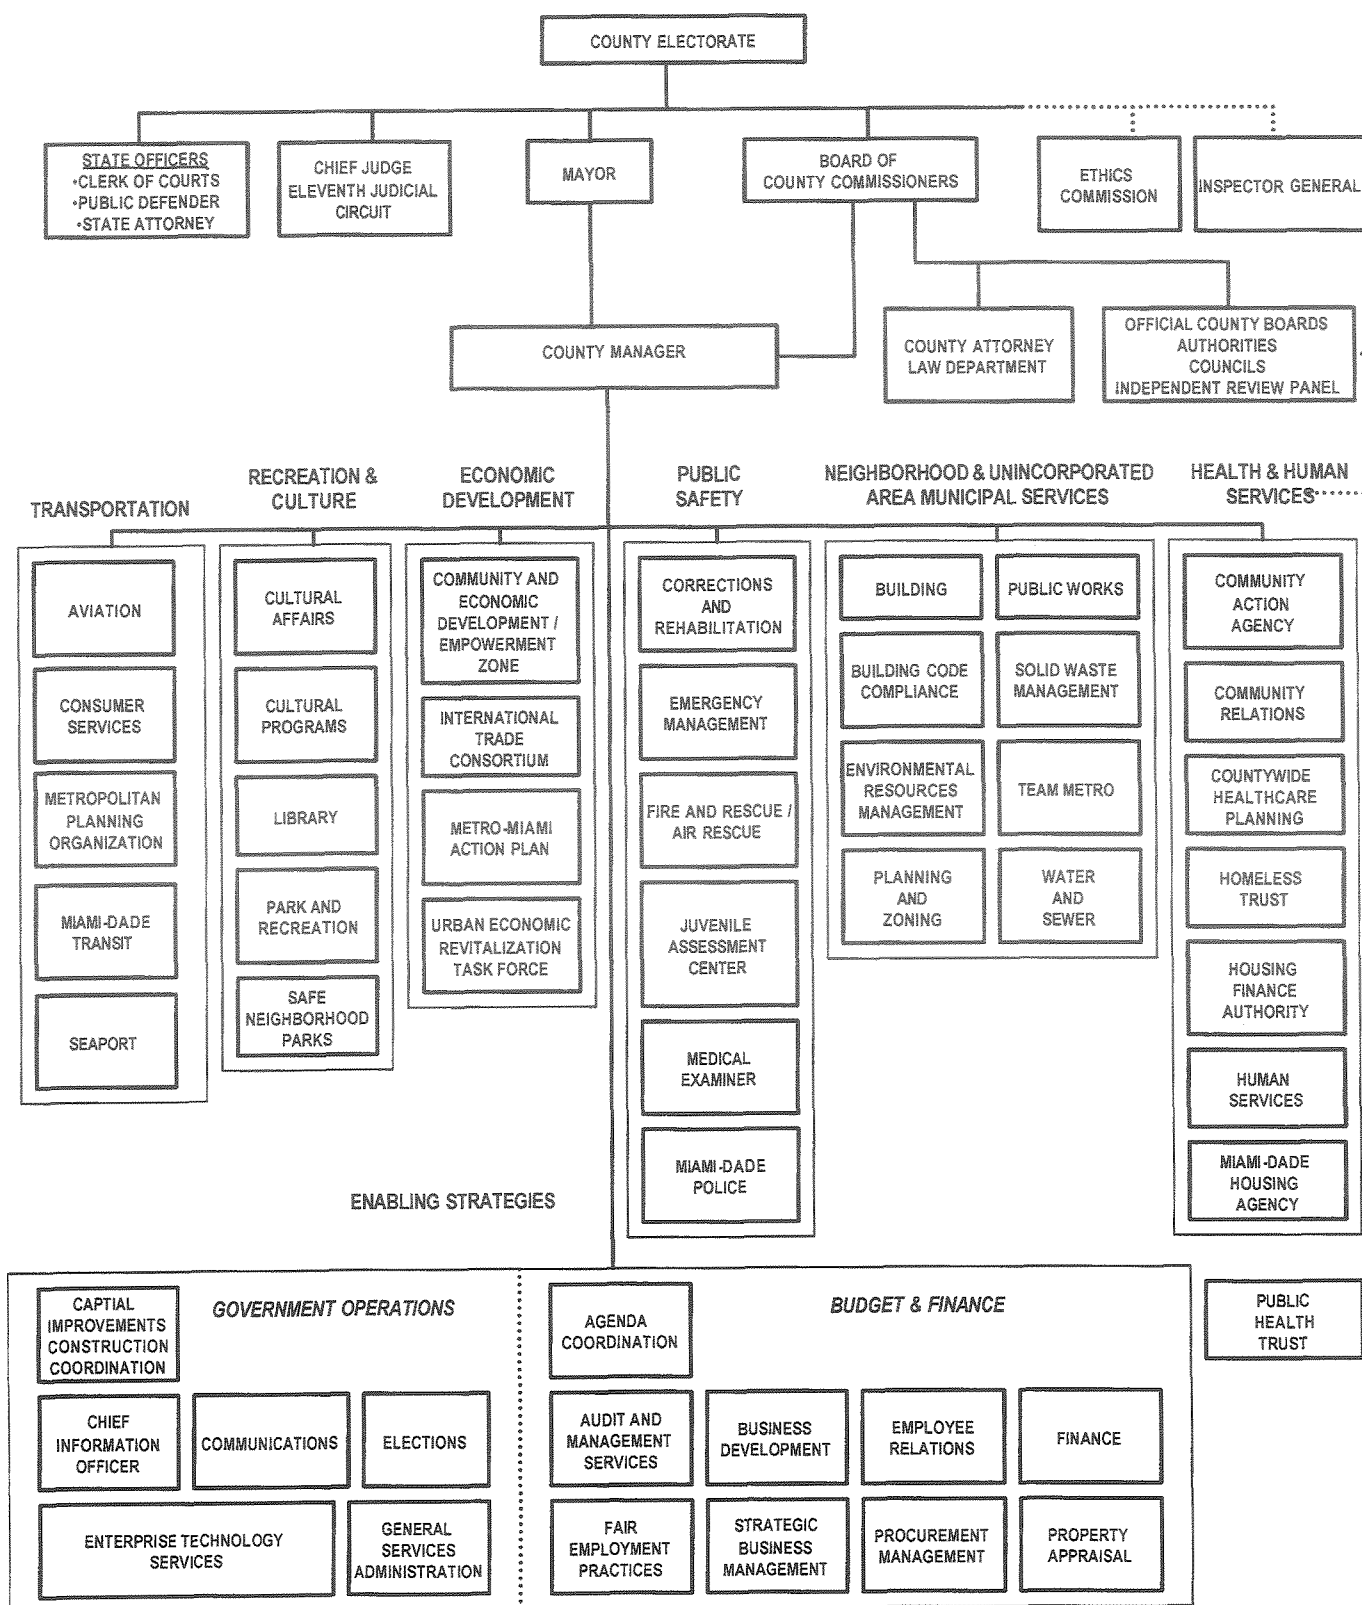 COUNTY ELECTORATE
STATE OFFICERS
•CLERK OF COURTS
•PUBLIC DEFENDER
•STATE ATTORNEY
CHIEF JUDGE
ELEVENTH JUDICIAL
CIRCUIT
MAYOR
BOARD OF
COUNTY COMMISSIONERS
ETHICS
COMMISSION
INSPECTOR GENERAL
COUNTY MANAGER
COUNTY ATTORNEY
LAW DEPARTMENT
OFFICIAL COUNTY BOARDS
AUTHORITIES
COUNCILS
INDEPENDENT REVIEW PANEL
TRANSPORTATION
AVIATION
CONSUMER
SERVICES
METROPOLITAN
PLANNING
ORGANIZATION
MIAMI-DADE
TRANSIT
SEAPORT
RECREATION &
CULTURE
CULTURAL
AFFAIRS
CULTURAL
PROGRAMS
LIBRARY
PARK AND
RECREATION
SAFE
NEIGHBORHOOD
PARKS
ECONOMIC
DEVELOPMENT
COMMUNITY AND
ECONOMIC
DEVELOPMENT /
EMPOWERMENT
ZONE
INTERNATIONAL
TRADE
CONSORTIUM
METRO-MIAMI
ACTION PLAN
URBAN ECONOMIC
REVITALIZATION
TASK FORCE
PUBLIC
SAFETY
CORRECTIONS
AND
REHABILITATION
EMERGENCY
MANAGEMENT
FIRE AND RESCUE /
AIR RESCUE
JUVENILE
ASSESSMENT
CENTER
MEDICAL
EXAMINER
MIAMI-DADE
POLICE
NEIGHBORHOOD & UNINCORPORATED
AREA MUNICIPAL SERVICES
BUILDING
PUBLIC WORKS
BUILDING CODE
COMPLIANCE
SOLID WASTE
MANAGEMENT
ENVIRONMENTAL
RESOURCES
MANAGEMENT
TEAM METRO
PLANNING
AND
ZONING
WATER
AND
SEWER
HEALTH & HUMAN
SERVICES
COMMUNITY
ACTION
AGENCY
COMMUNITY
RELATIONS
COUNTYWIDE
HEALTHCARE
PLANNING
HOMELESS
TRUST
HOUSING
FINANCE
AUTHORITY
HUMAN
SERVICES
MIAMI-DADE
HOUSING
AGENCY
ENABLING STRATEGIES
GOVERNMENT OPERATIONS
CAPTIAL
IMPROVEMENTS
CONSTRUCTION
COORDINATION
CHIEF
INFORMATION
OFFICER
COMMUNICATIONS
ELECTIONS
ENTERPRISE TECHNOLOGY
SERVICES
GENERAL
SERVICES
ADMINISTRATION
BUDGET & FINANCE
AGENDA
COORDINATION
AUDIT AND
MANAGEMENT
SERVICES
BUSINESS
DEVELOPMENT
EMPLOYEE
RELATIONS
FINANCE
FAIR
EMPLOYMENT
PRACTICES
STRATEGIC
BUSINESS
MANAGEMENT
PROCUREMENT
MANAGEMENT
PROPERTY
APPRAISAL
PUBLIC
HEALTH
TRUST